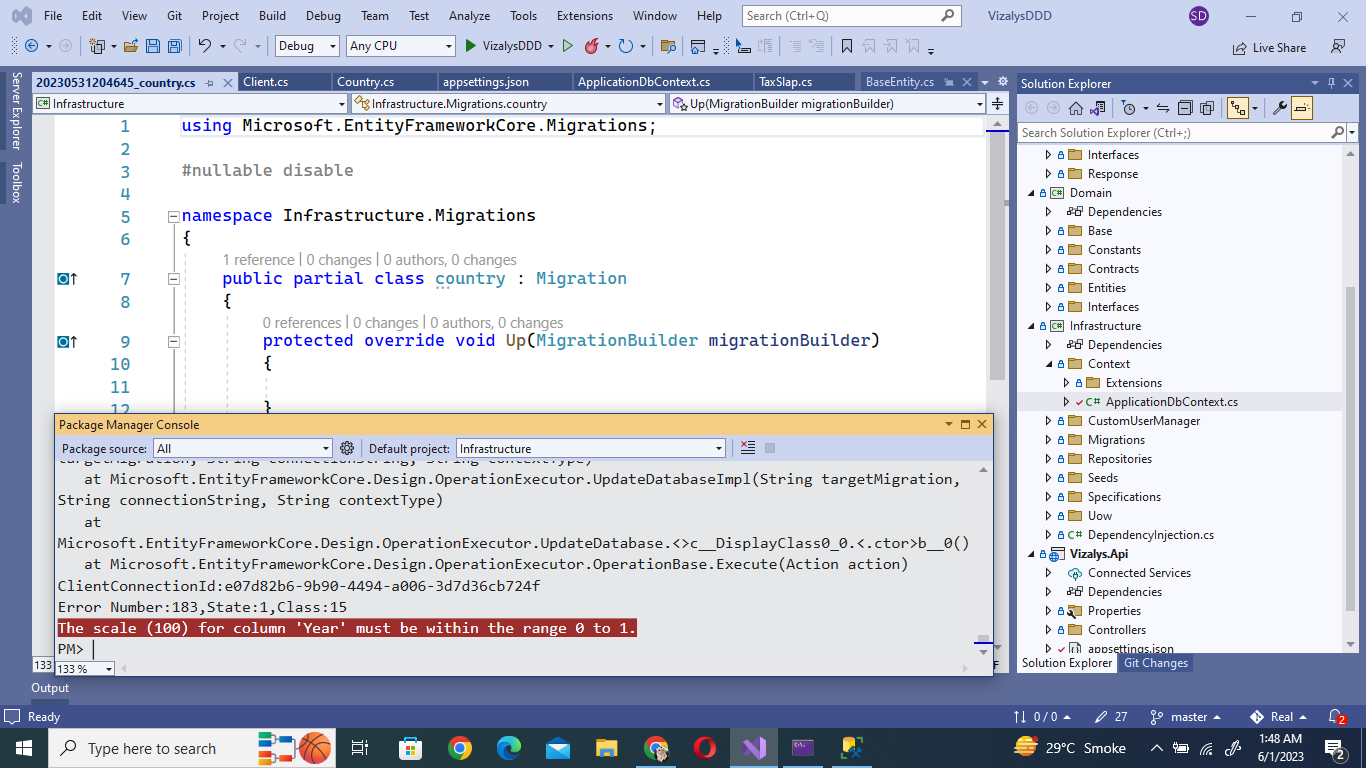 File Edit View Git Project Build Debug Team Test Analyze Tools Extensions Window Help Search (Ctrl+Q) VizalysDDD SD
Debug Any CPU VizalysDDD Live Share
20230531204645_country.cs Client.cs Country.cs appsettings.json ApplicationDbContext.cs TaxSlap.cs BaseEntity.cs
Infrastructure Infrastructure.Migrations.country Up(MigrationBuilder migrationBuilder)
Server Explorer
Toolbox
1 using Microsoft.EntityFrameworkCore.Migrations;
2
3 #nullable disable
4
5 namespace Infrastructure.Migrations
6 {
1 reference | 0 changes | 0 authors, 0 changes
7 public partial class country : Migration
8 {
0 references | 0 changes | 0 authors, 0 changes
9 protected override void Up(MigrationBuilder migrationBuilder)
10 {
11
12 }
Package Manager Console
Package source: All Default project: Infrastructure
targetMigration, String connectionString, String contextType)
at Microsoft.EntityFrameworkCore.Design.OperationExecutor.UpdateDatabaseImpl(String targetMigration,
String connectionString, String contextType)
at
Microsoft.EntityFrameworkCore.Design.OperationExecutor.UpdateDatabase.<>c__DisplayClass0_0.<.ctor>b__0()
at Microsoft.EntityFrameworkCore.Design.OperationExecutor.OperationBase.Execute(Action action)
ClientConnectionId:e07d82b6-9b90-4494-a006-3d7d36cb724f
Error Number:183,State:1,Class:15
The scale (100) for column 'Year' must be within the range 0 to 1.
PM>
133 %
133
Solution Explorer
Search Solution Explorer (Ctrl+;)
Interfaces
Response
C# Domain
Dependencies
Base
Constants
Contracts
Entities
Interfaces
C# Infrastructure
Dependencies
Context
Extensions
C# ApplicationDbContext.cs
CustomUserManager
Migrations
Repositories
Seeds
Specifications
Uow
C# DependencyInjection.cs
Vizalys.Api
Connected Services
Dependencies
Properties
Controllers
appsettings.json
Solution Explorer Git Changes
Output
Ready 0 / 0 27 master Real 2
Type here to search 29°C Smoke 1:48 AM
6/1/2023 2